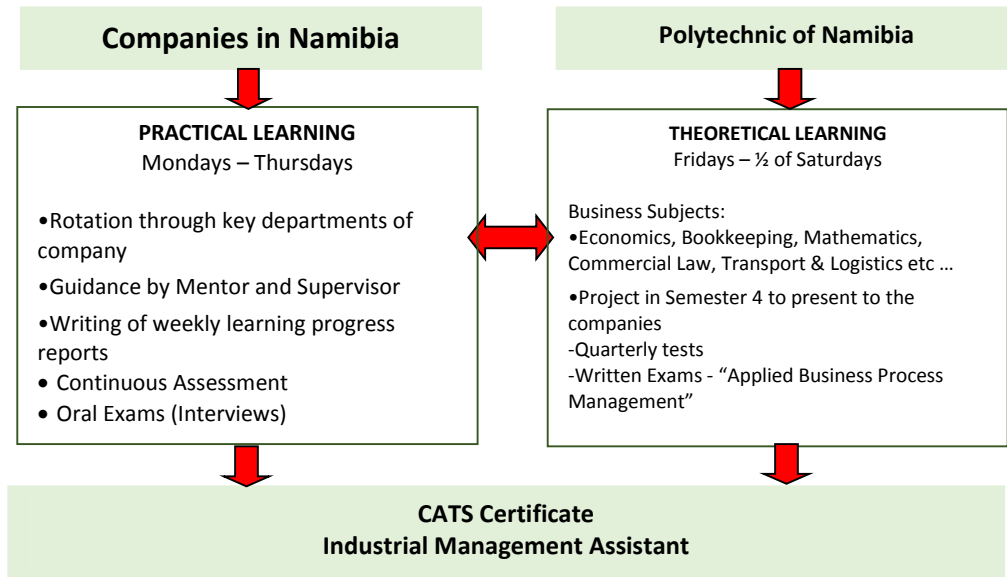 Companies in Namibia
Polytechnic of Namibia
PRACTICAL LEARNING
Mondays – Thursdays
•Rotation through key departments of
company
•Guidance by Mentor and Supervisor
•Writing of weekly learning progress
reports
• Continuous Assessment
• Oral Exams (Interviews)
THEORETICAL LEARNING
Fridays – ½ of Saturdays
Business Subjects:
•Economics, Bookkeeping, Mathematics,
Commercial Law, Transport & Logistics etc ...
•Project in Semester 4 to present to the
companies
-Quarterly tests
-Written Exams - “Applied Business Process
Management”
CATS Certificate
Industrial Management Assistant